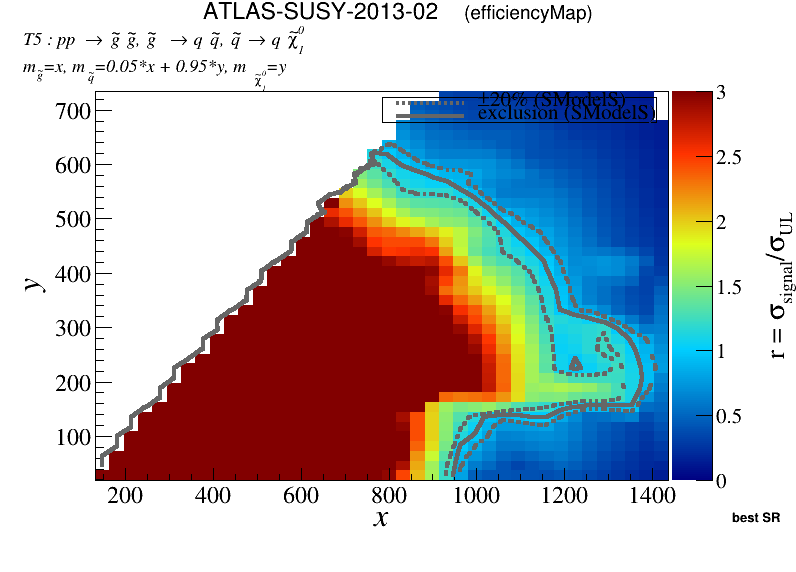 ATLAS-SUSY-2013-02 (efficiencyMap)
T5 : pp → g̃ g̃, g̃ → q q̃, q̃ → q χ̃₁⁰
m_g̃=x, m_q̃=0.05*x + 0.95*y, m_χ̃₁⁰=y
±20% (SModelS)
exclusion (SModelS)
700
600
500
400
300
200
100
y
200 400 600 800 1000 1200 1400
x
3
2.5
2
1.5
1
0.5
0
r = σ_signal/σ_UL
best SR